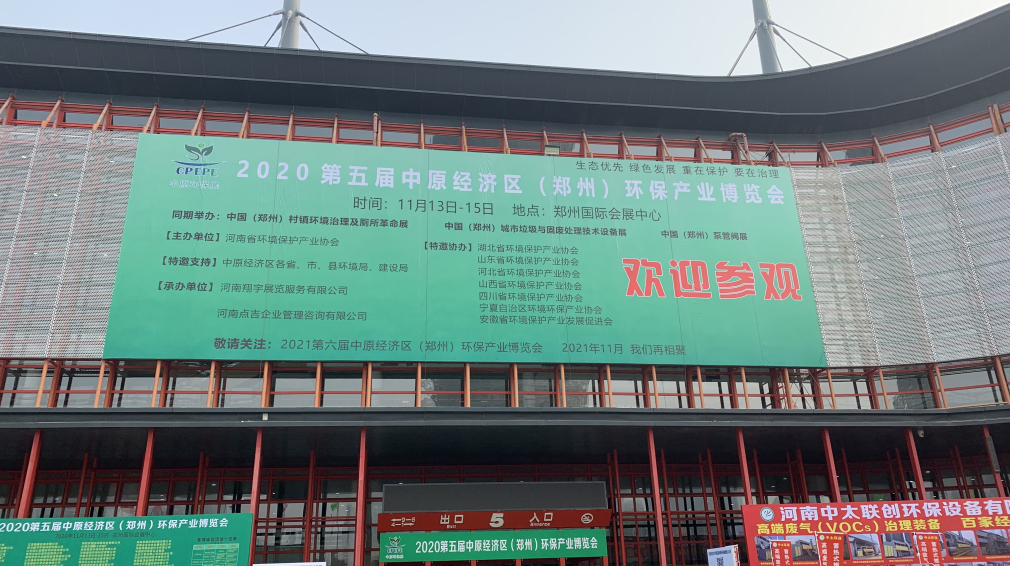 CPEPE
生态优先 绿色发展 重在保护 要在治理
2020第五届中原经济区（郑州）环保产业博览会
时间：11月13日-15日 地点：郑州国际会展中心
同期举办：中国（郑州）村镇环境治理及厕所革命展 中国（郑州）城市垃圾与固废处理技术设备展 中国（郑州）泵管阀展
【主办单位】河南省环境保护产业协会
【特邀支持】中原经济区各省、市、县环境局、建设局
【承办单位】河南翔宇展览服务有限公司
河南点吉企业管理咨询有限公司
【特邀协办】湖北省环境保护产业协会
山东省环境保护产业协会
河北省环境保护产业协会
山西省环境保护产业协会
四川省环境保护产业协会
宁夏自治区环境环保产业协会
安徽省环境保护产业发展促进会
欢迎参观
敬请关注：2021第六届中原经济区（郑州）环保产业博览会 2021年11月 我们再相聚
出口 5 入口
2020第五届中原经济区（郑州）环保产业博览会
2020第五届中原经济区（郑州）环保产业博览会
河南中太联创环保设备有限
高端废气（VOCs）治理装备 百家经